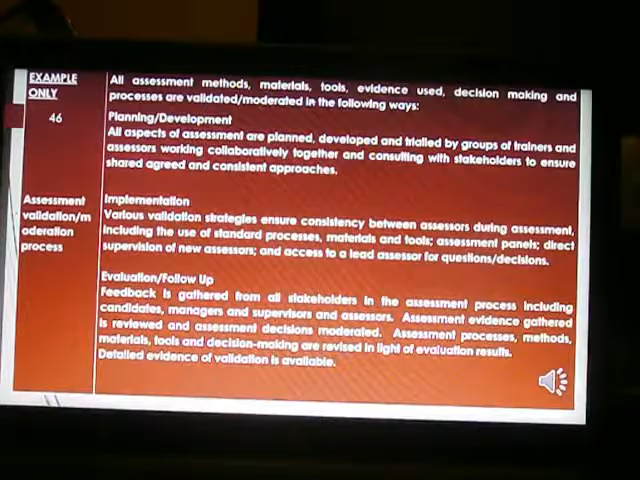 EXAMPLE
ONLY
46
Assessment
validation/m
oderation
process
All assessment methods, materials, tools, evidence used, decision making and
processes are validated/moderated in the following ways:
Planning/Development
All aspects of assessment are planned, developed and trialled by groups of trainers and
assessors working collaboratively together and consulting with stakeholders to ensure
shared agreed and consistent approaches.
Implementation
Various validation strategies ensure consistency between assessors during assessment,
including the use of standard processes, materials and tools; assessment panels; direct
supervision of new assessors; and access to a lead assessor for questions/decisions.
Evaluation/Follow Up
Feedback is gathered from all stakeholders in the assessment process including
candidates, managers and supervisors and assessors. Assessment evidence gathered
is reviewed and assessment decisions moderated. Assessment processes, methods,
materials, tools and decision-making are revised in light of evaluation results.
Detailed evidence of validation is available.